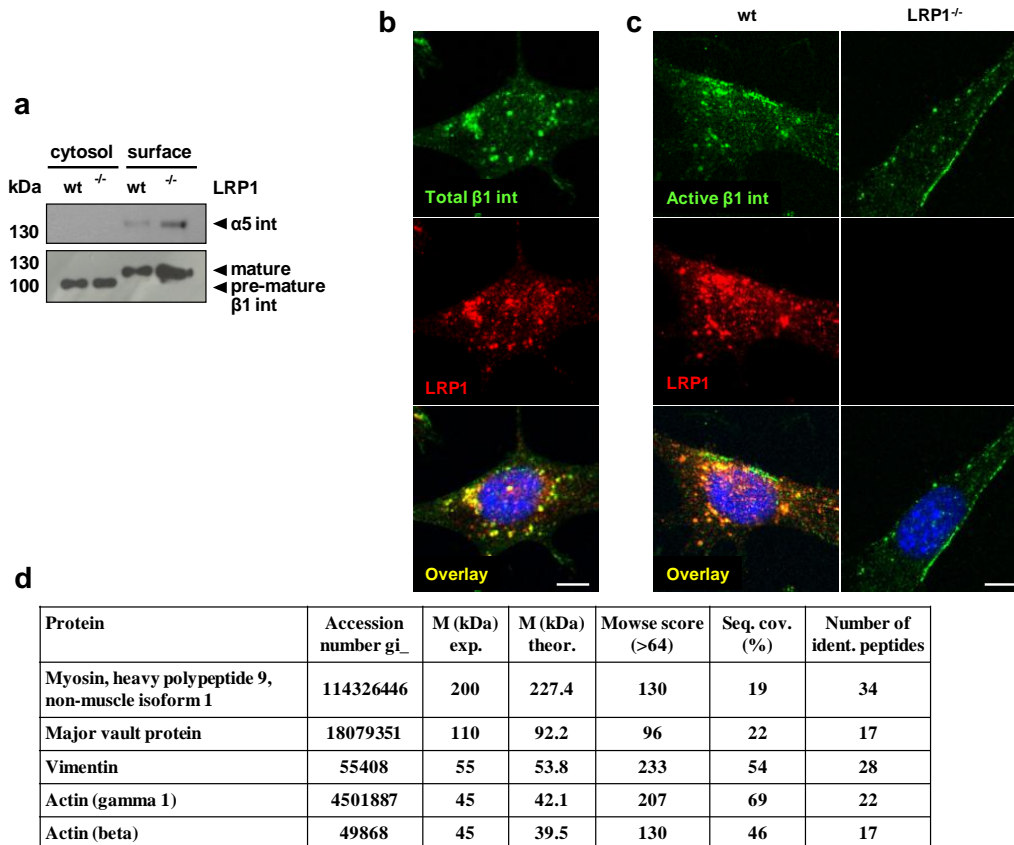 a
cytosol surface
kDa wt -/- wt -/- LRP1
130 α5 int
130 mature
100 pre-mature
β1 int
b
Total β1 int
LRP1
Overlay
c
wt LRP1-/-
Active β1 int
LRP1
Overlay
d
Protein Accession number gi_ M (kDa) exp. M (kDa) theor. Mowse score (>64) Seq. cov. (%) Number of ident. peptides
Myosin, heavy polypeptide 9,
non-muscle isoform 1 114326446 200 227.4 130 19 34
Major vault protein 18079351 110 92.2 96 22 17
Vimentin 55408 55 53.8 233 54 28
Actin (gamma 1) 4501887 45 42.1 207 69 22
Actin (beta) 49868 45 39.5 130 46 17